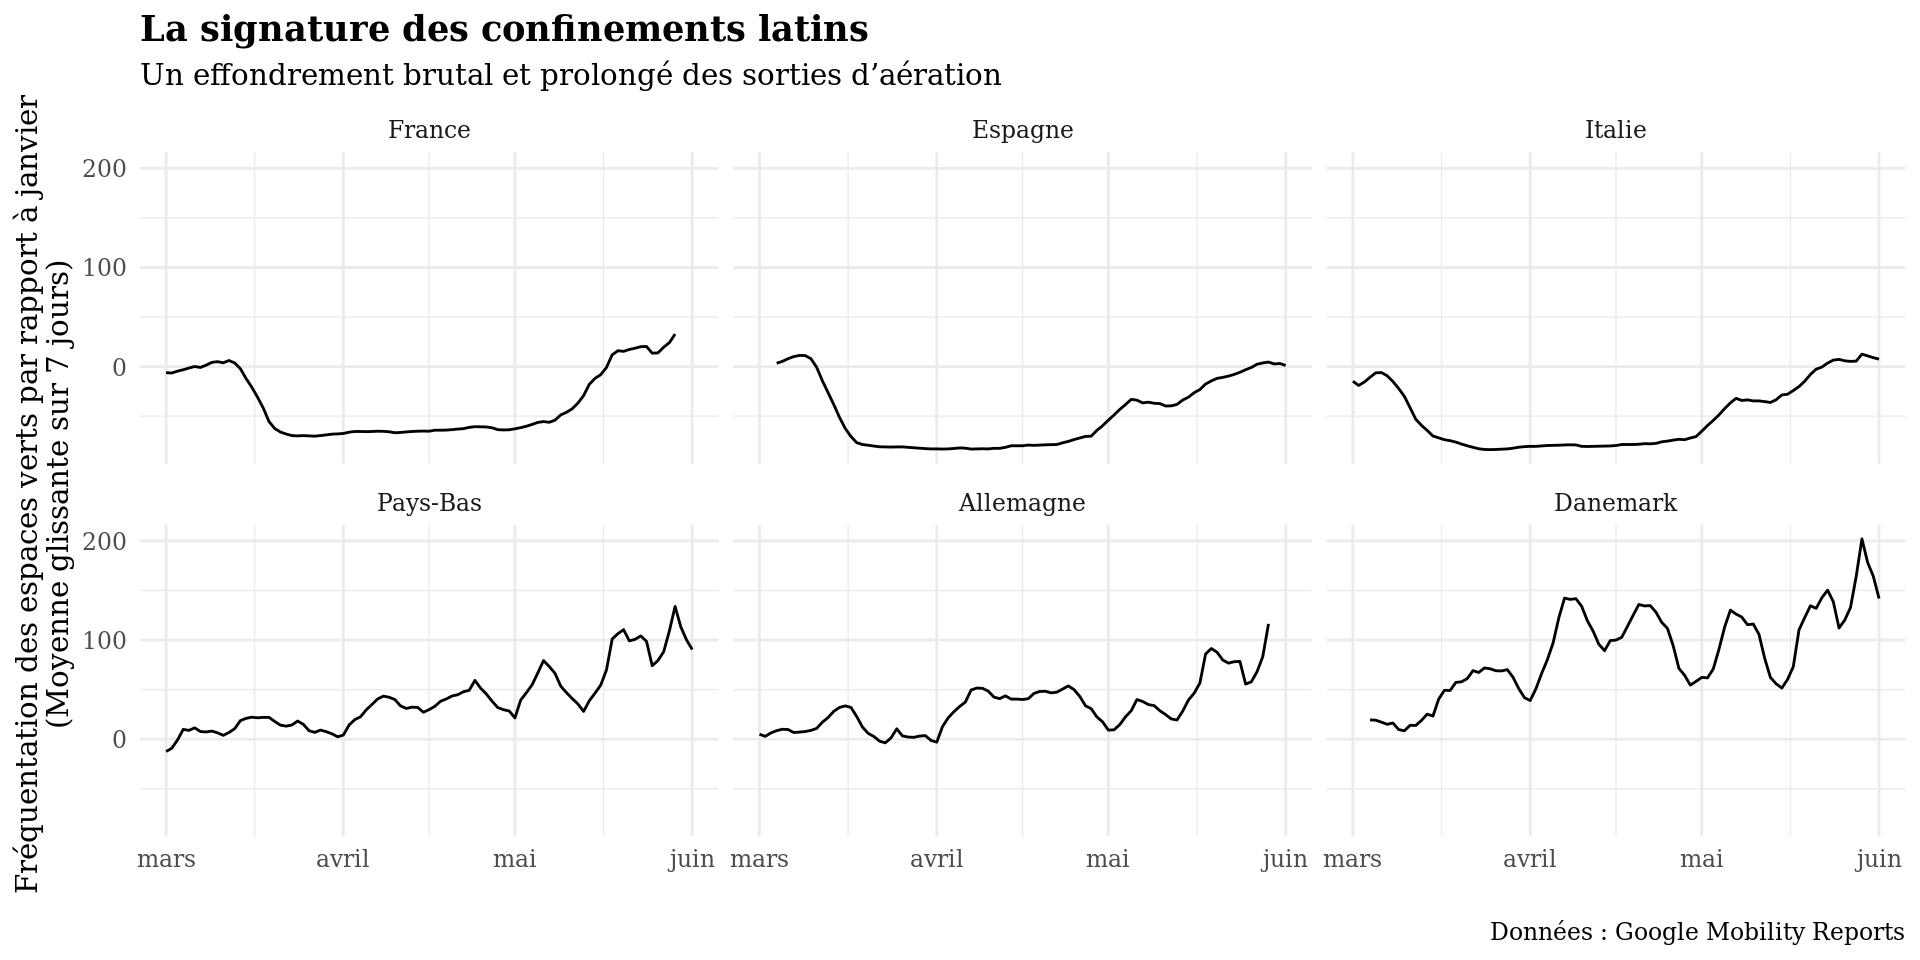 La signature des confinements latins
Un effondrement brutal et prolongé des sorties d’aération
Fréquentation des espaces verts par rapport à janvier
(Moyenne glissante sur 7 jours)
France
Espagne
Italie
200
100
0
Pays-Bas
Allemagne
Danemark
200
100
0
mars avril mai juin
mars avril mai juin
mars avril mai juin
Données : Google Mobility Reports